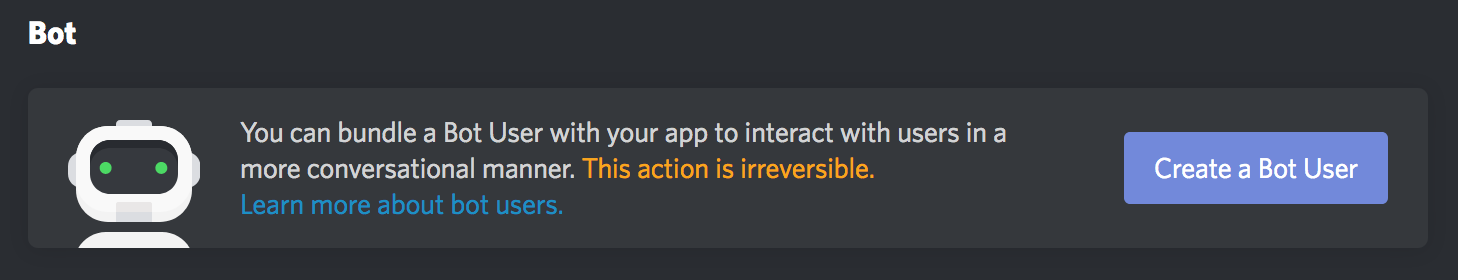 Bot
You can bundle a Bot User with your app to interact with users in a
more conversational manner. This action is irreversible.
Learn more about bot users.
Create a Bot User